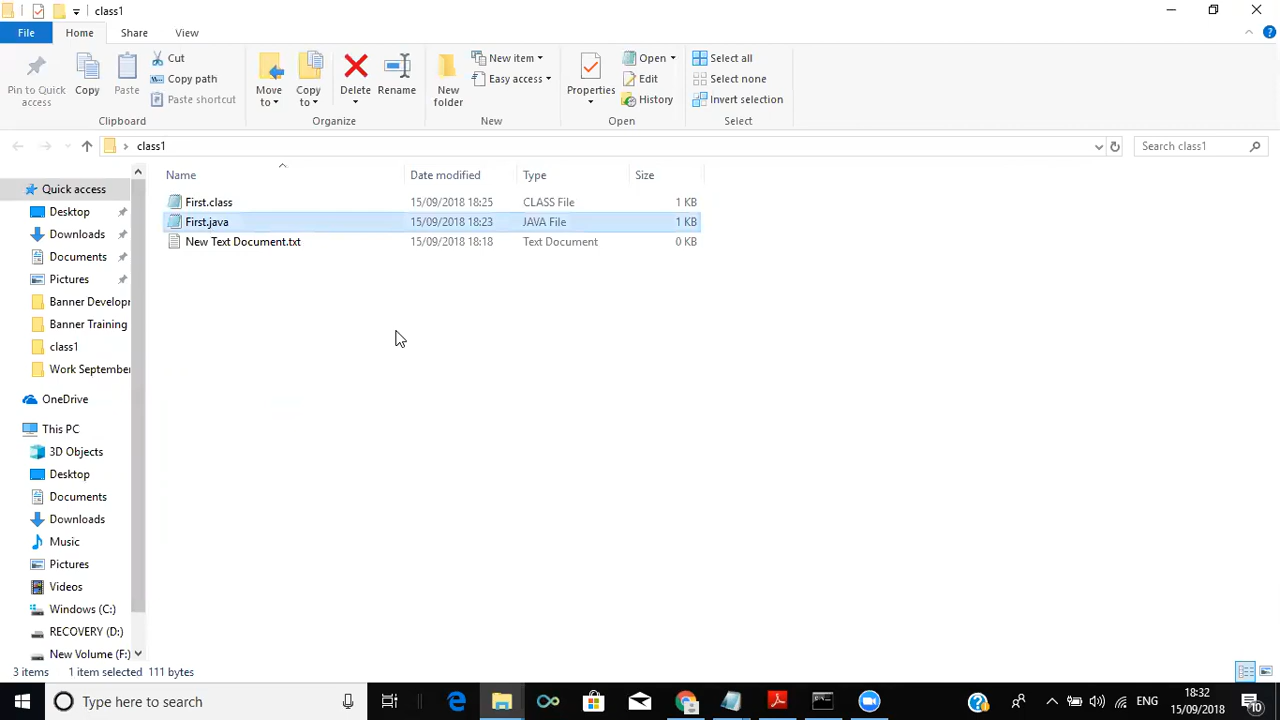 class1
File Home Share View
Pin to Quick access
Copy
Paste
Cut
Copy path
Paste shortcut
Clipboard
Move to
Copy to
Delete
Rename
Organize
New folder
New item
Easy access
New
Properties
Open
Edit
History
Open
Select all
Select none
Invert selection
Select
class1
Search class1
Name Date modified Type Size
First.class 15/09/2018 18:25 CLASS File 1 KB
First.java 15/09/2018 18:23 JAVA File 1 KB
New Text Document.txt 15/09/2018 18:18 Text Document 0 KB
Quick access
Desktop
Downloads
Documents
Pictures
Banner Developr
Banner Training
class1
Work September
OneDrive
This PC
3D Objects
Desktop
Documents
Downloads
Music
Pictures
Videos
Windows (C:)
RECOVERY (D:)
New Volume (F:)
3 items 1 item selected 111 bytes
Type here to search
ENG
18:32
15/09/2018
10